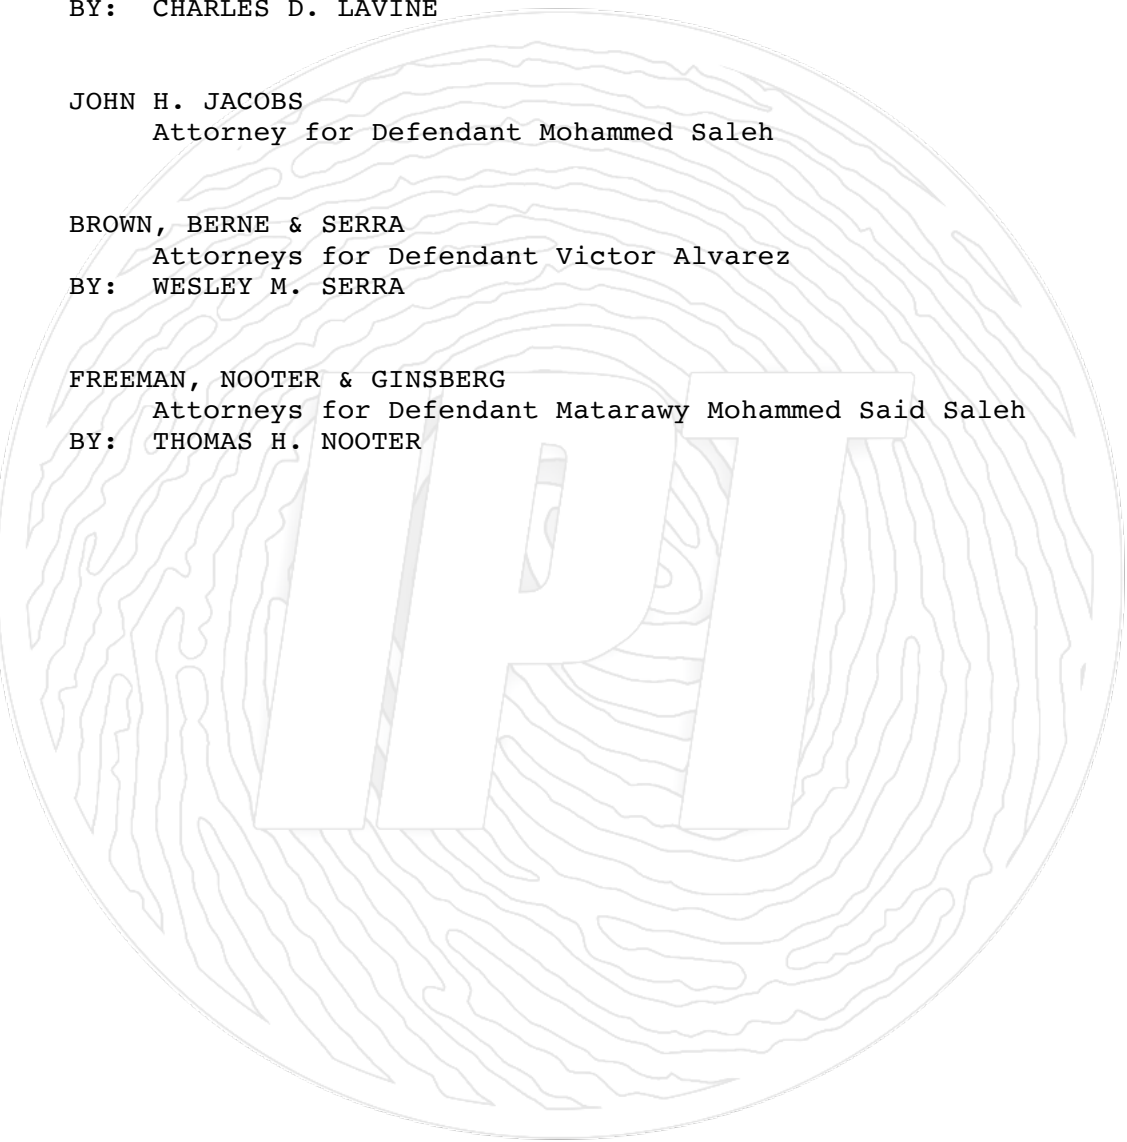 BY: CHARLES D. LAVINE
JOHN H. JACOBS
Attorney for Defendant Mohammed Saleh
BROWN, BERNE & SERRA
Attorneys for Defendant Victor Alvarez
BY: WESLEY M. SERRA
FREEMAN, NOOTER & GINSBERG
Attorneys for Defendant Matarawy Mohammed Said Saleh
BY: THOMAS H. NOOTER
IPT